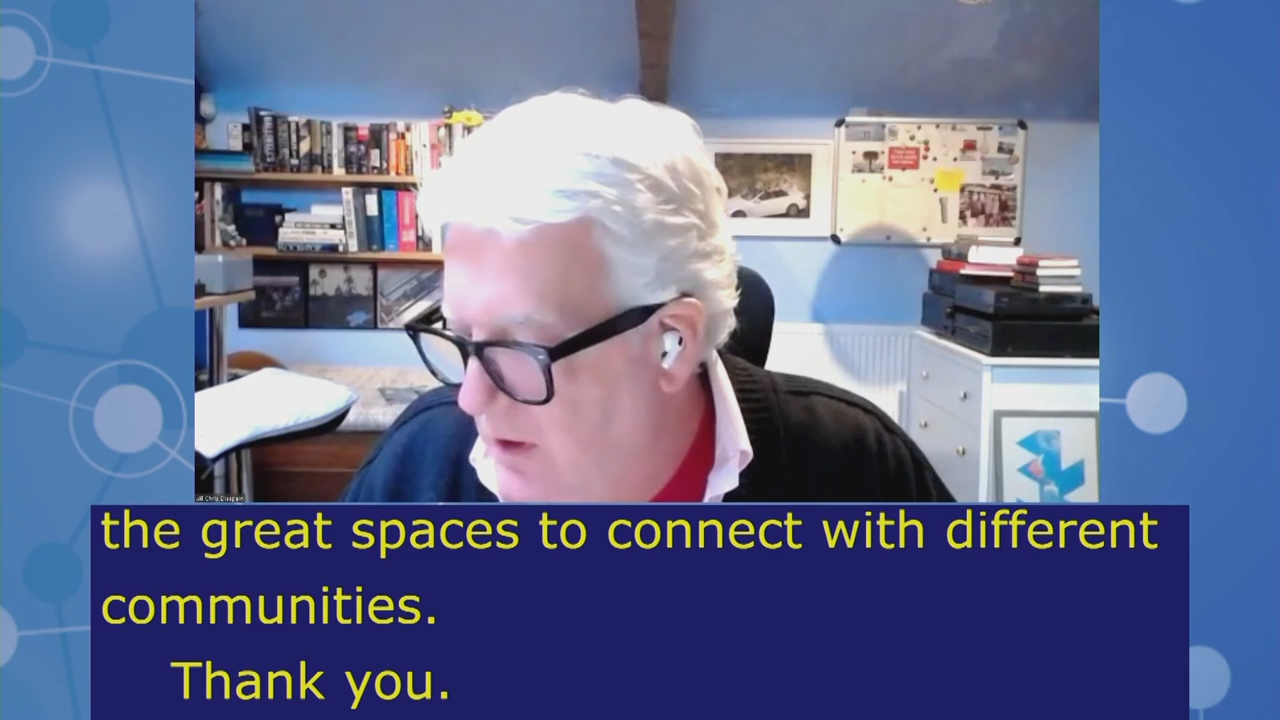 the great spaces to connect with different
communities.
Thank you.